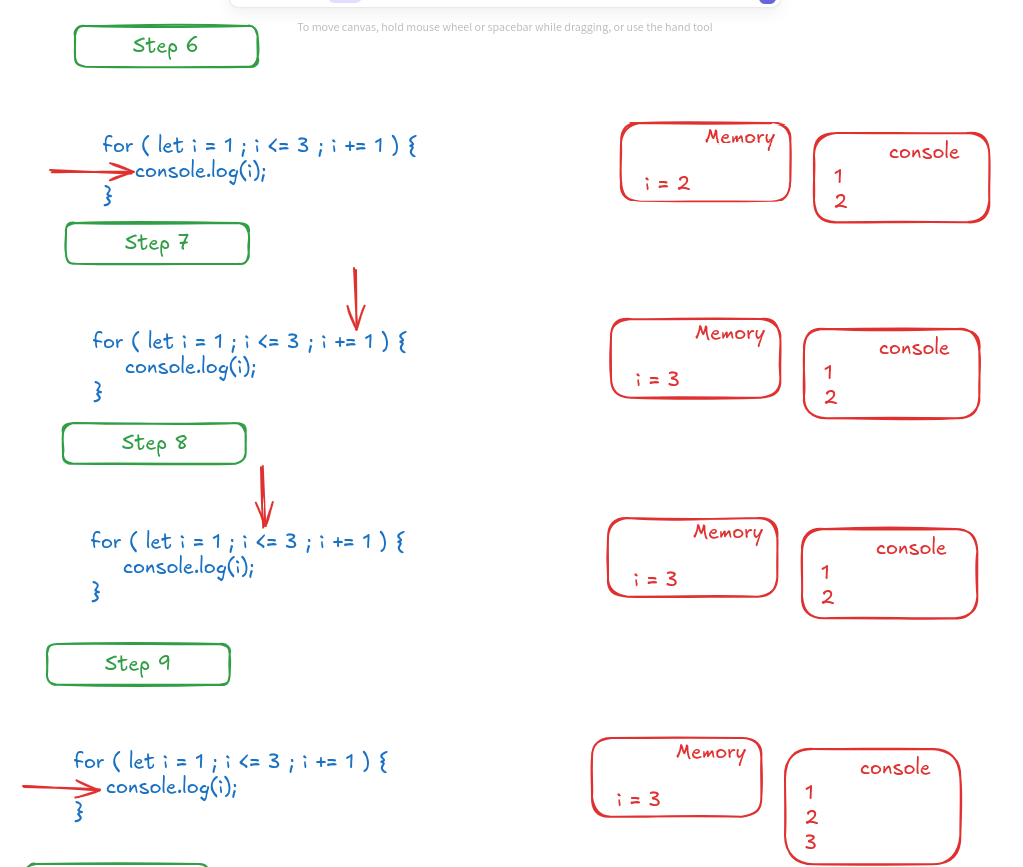 To move canvas, hold mouse wheel or spacebar while dragging, or use the hand tool
Step 6
for ( let i = 1 ; i <= 3 ; i += 1 ) {
console.log(i);
}
Memory
i = 2
console
1
2
Step 7
for ( let i = 1 ; i <= 3 ; i += 1 ) {
console.log(i);
}
Memory
i = 3
console
1
2
Step 8
for ( let i = 1 ; i <= 3 ; i += 1 ) {
console.log(i);
}
Memory
i = 3
console
1
2
Step 9
for ( let i = 1 ; i <= 3 ; i += 1 ) {
console.log(i);
}
Memory
i = 3
console
1
2
3